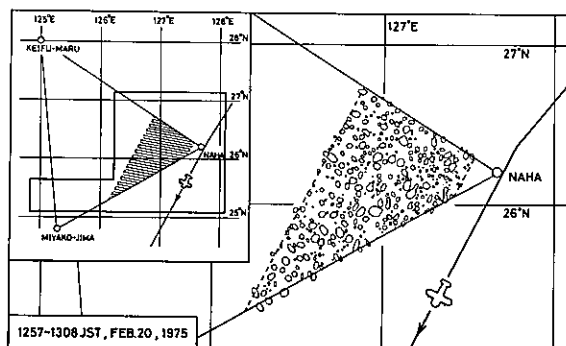 125°E
126°E
127°E
128°E
KEIFU-MARU
28°N
27°N
NAHA
26°N
25°N
MIYAKO-JIMA
127°E
27°N
NAHA
26°N
1257~1308 JST, FEB. 20, 1975